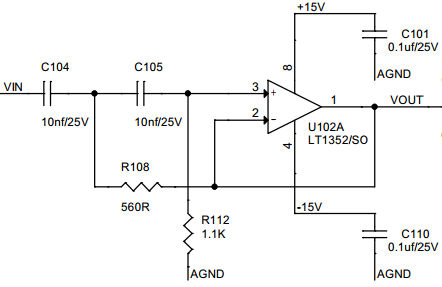 +15V
C101
0.1uf/25V
AGND
C104
C105
VIN
10nf/25V
10nf/25V
8
3
+
2
−
1
VOUT
U102A
LT1352/SO
4
R108
560R
R112
1.1K
AGND
-15V
C110
0.1uf/25V
AGND